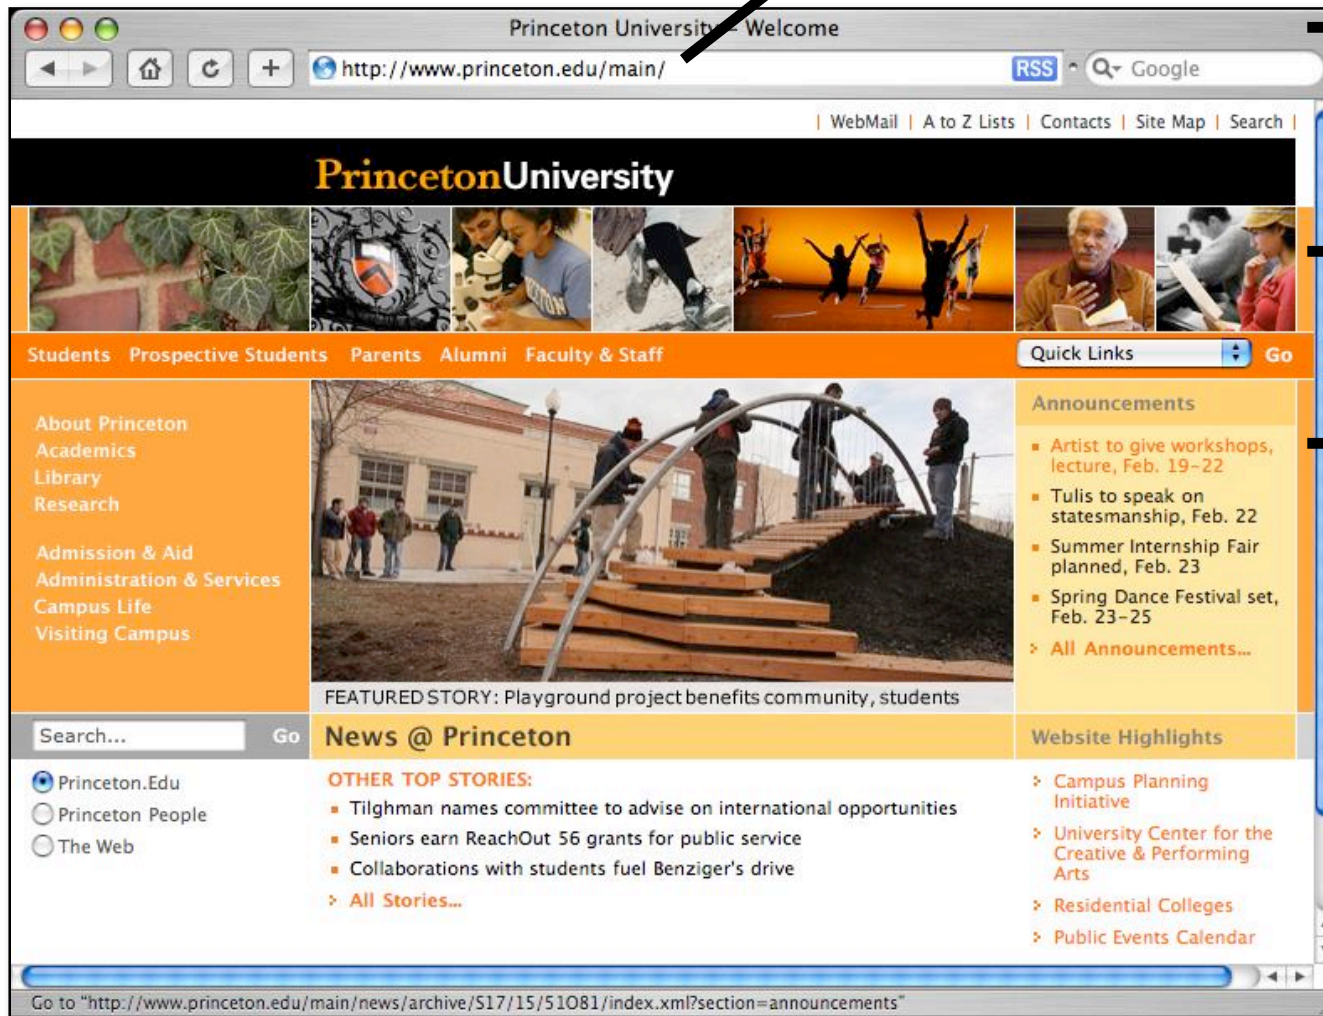 Princeton University - Welcome
http://www.princeton.edu/main/
RSS
Google
| WebMail | A to Z Lists | Contacts | Site Map | Search |
PrincetonUniversity
Students Prospective Students Parents Alumni Faculty & Staff
Quick Links
Go
About Princeton
Academics
Library
Research
Admission & Aid
Administration & Services
Campus Life
Visiting Campus
FEATURED STORY: Playground project benefits community, students
Announcements
Artist to give workshops,
lecture, Feb. 19-22
Tulis to speak on
statesmanship, Feb. 22
Summer Internship Fair
planned, Feb. 23
Spring Dance Festival set,
Feb. 23-25
All Announcements...
Search...
Go
Princeton.Edu
Princeton People
The Web
News @ Princeton
OTHER TOP STORIES:
Tilghman names committee to advise on international opportunities
Seniors earn ReachOut 56 grants for public service
Collaborations with students fuel Benziger's drive
All Stories...
Website Highlights
Campus Planning
Initiative
University Center for the
Creative & Performing
Arts
Residential Colleges
Public Events Calendar
Go to "http://www.princeton.edu/main/news/archive/S17/15/51O81/index.xml?section=announcements"